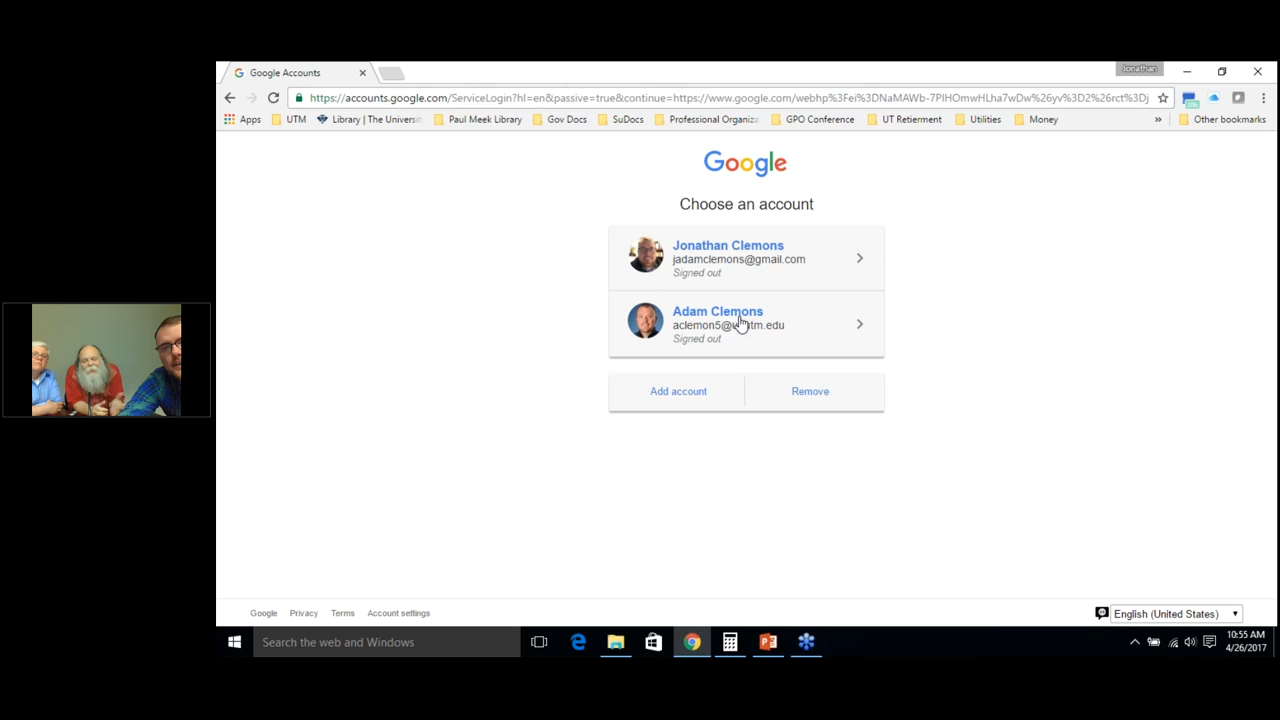 Google Accounts
Jonathan
https://accounts.google.com/ServiceLogin?hl=en&passive=true&continue=https://www.google.com/webhp%3Fei%3DNaMAWb-7PIHOmwHLha7wDw%26yv%3D2%26rct%3Dj
Apps UTM Library | The Universi Paul Meek Library Gov Docs SuDocs Professional Organiza GPO Conference UT Retierment Utilities Money » Other bookmarks
Google
Choose an account
Jonathan Clemons
jadamclemons@gmail.com
Signed out
Adam Clemons
Signed out
Add account Remove
Google Privacy Terms Account settings
English (United States)
Search the web and Windows
10:55 AM
4/26/2017